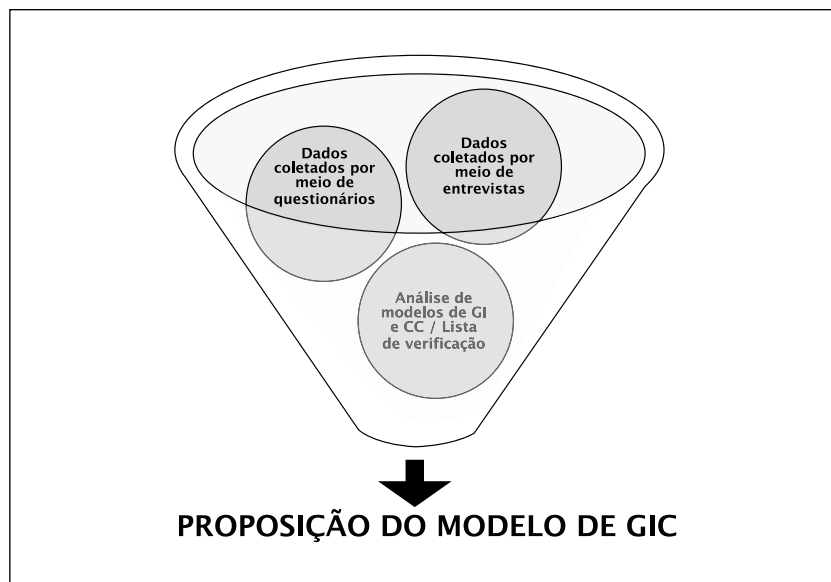 Dados
coletados por
meio de
questionários
Dados
coletados por
meio de
entrevistas
Análise de
modelos de GI
e CC / Lista
de verificação
PROPOSIÇÃO DO MODELO DE GIC